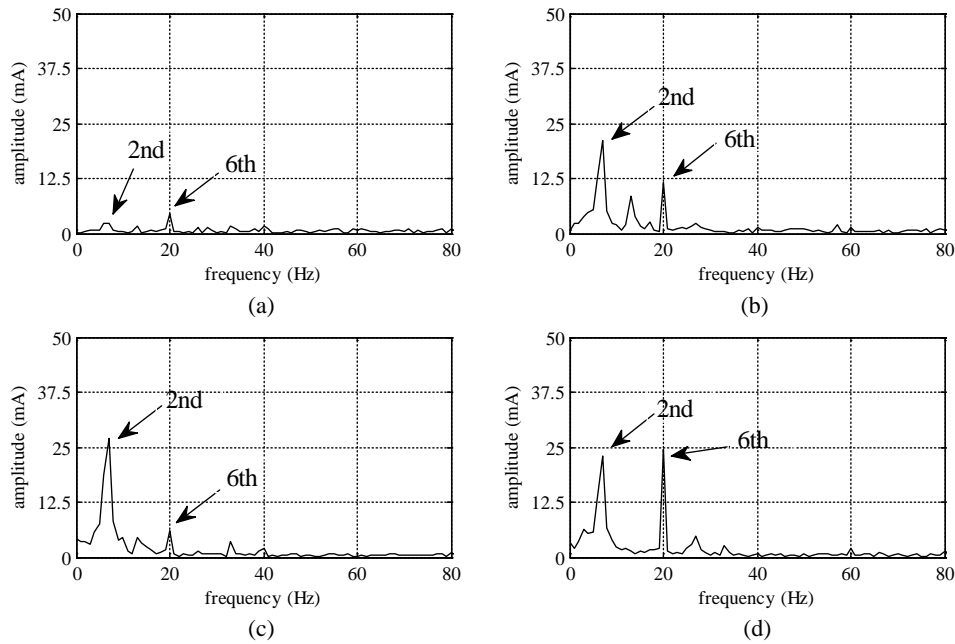 50
37.5
25
12.5
0
amplitude (mA)
2nd
6th
0 20 40 60 80
frequency (Hz)
(a)
50
37.5
25
12.5
0
amplitude (mA)
2nd
6th
0 20 40 60 80
frequency (Hz)
(b)
50
37.5
25
12.5
0
amplitude (mA)
2nd
6th
0 20 40 60 80
frequency (Hz)
(c)
50
37.5
25
12.5
0
amplitude (mA)
2nd
6th
0 20 40 60 80
frequency (Hz)
(d)